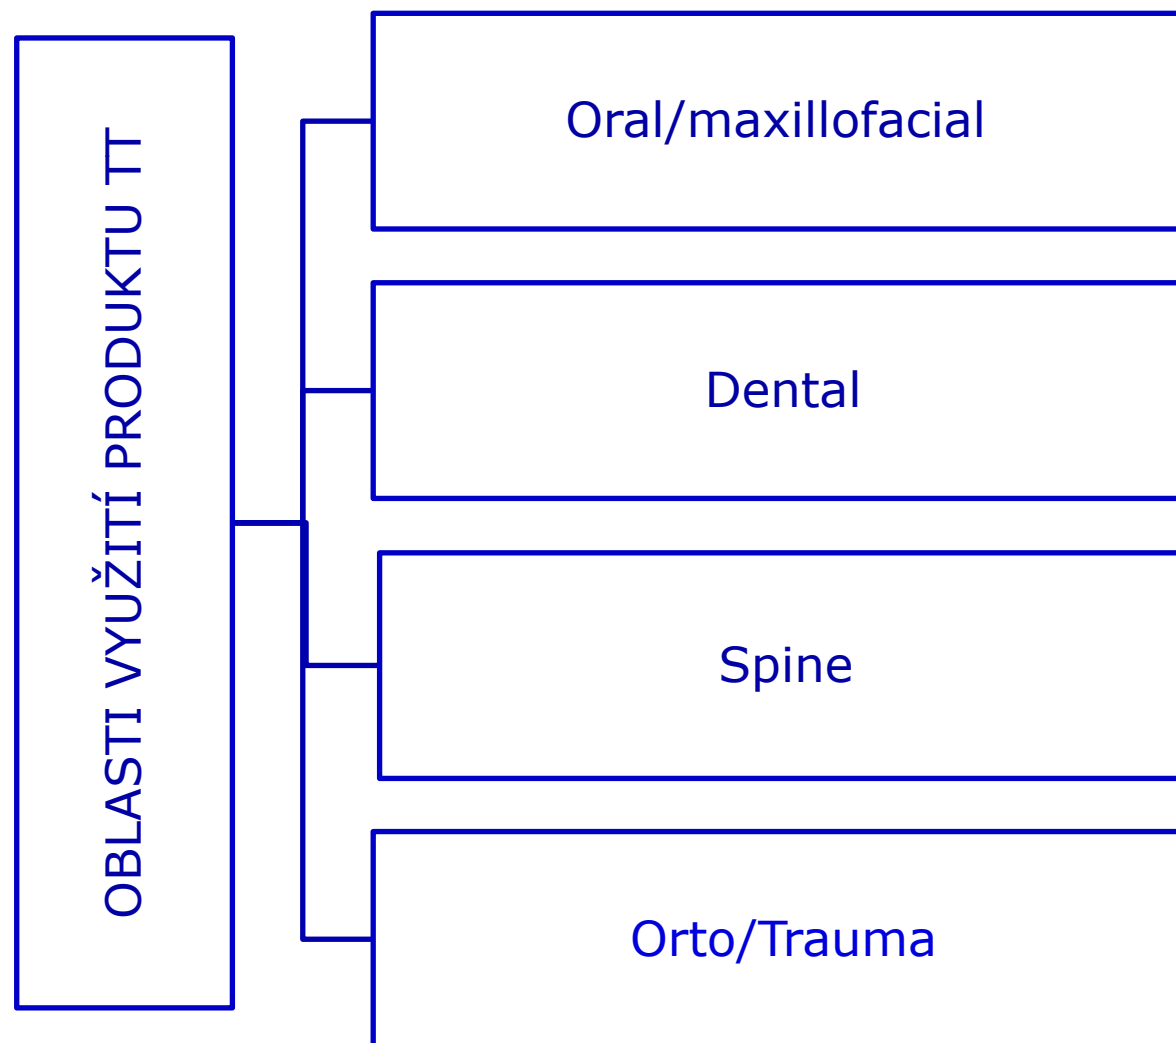 OBLASTI VYUŽITÍ PRODUKTU TT
Oral/maxillofacial
Dental
Spine
Orto/Trauma